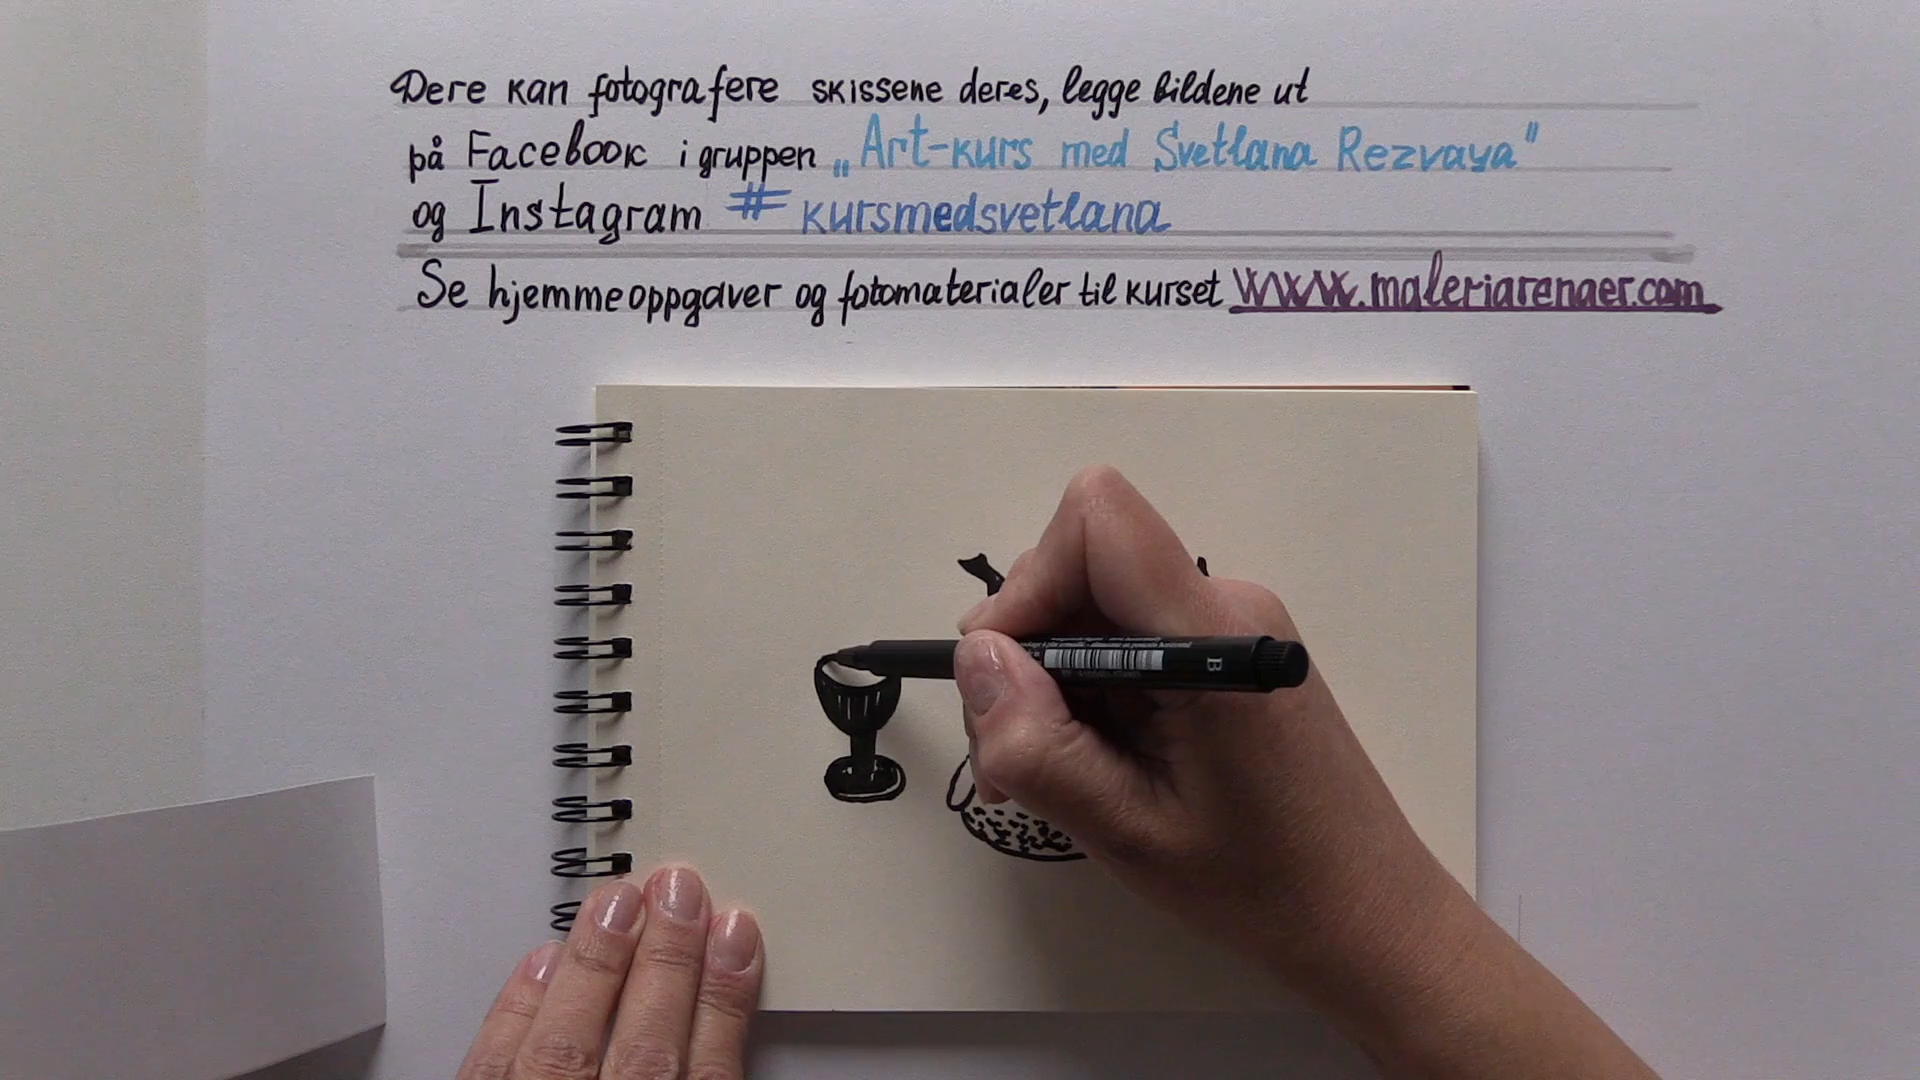 Dere kan fotografere skissene deres, legge bildene ut
på Facebook i gruppen „Art-kurs med Svetlana Rezvaya"
og Instagram #kursmedsvetlana
Se hjemmeoppgaver og fotomaterialer til kurset www.maleriarenaer.com
B